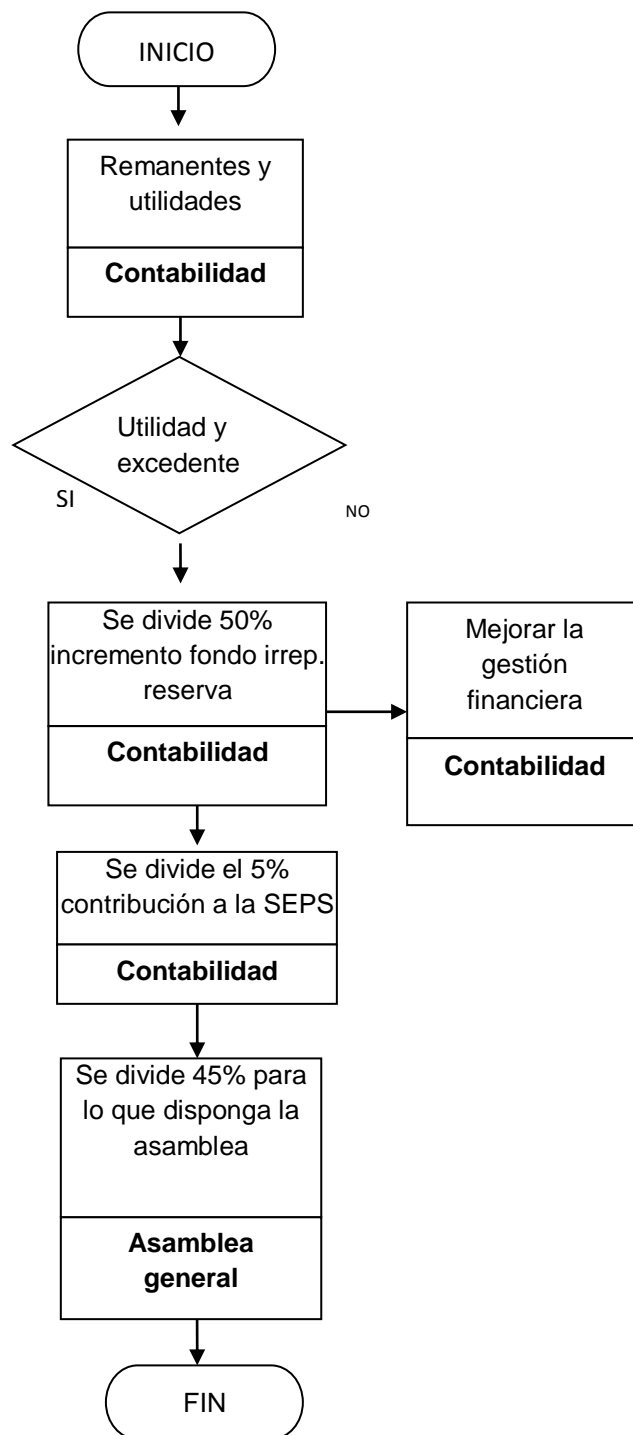 INICIO
Remanentes y
utilidades
Contabilidad
Utilidad y
excedente
SI
NO
Se divide 50%
incremento fondo irrep.
reserva
Contabilidad
Mejorar la
gestión
financiera
Contabilidad
Se divide el 5%
contribución a la SEPS
Contabilidad
Se divide 45% para
lo que disponga la
asamblea
Asamblea
general
FIN